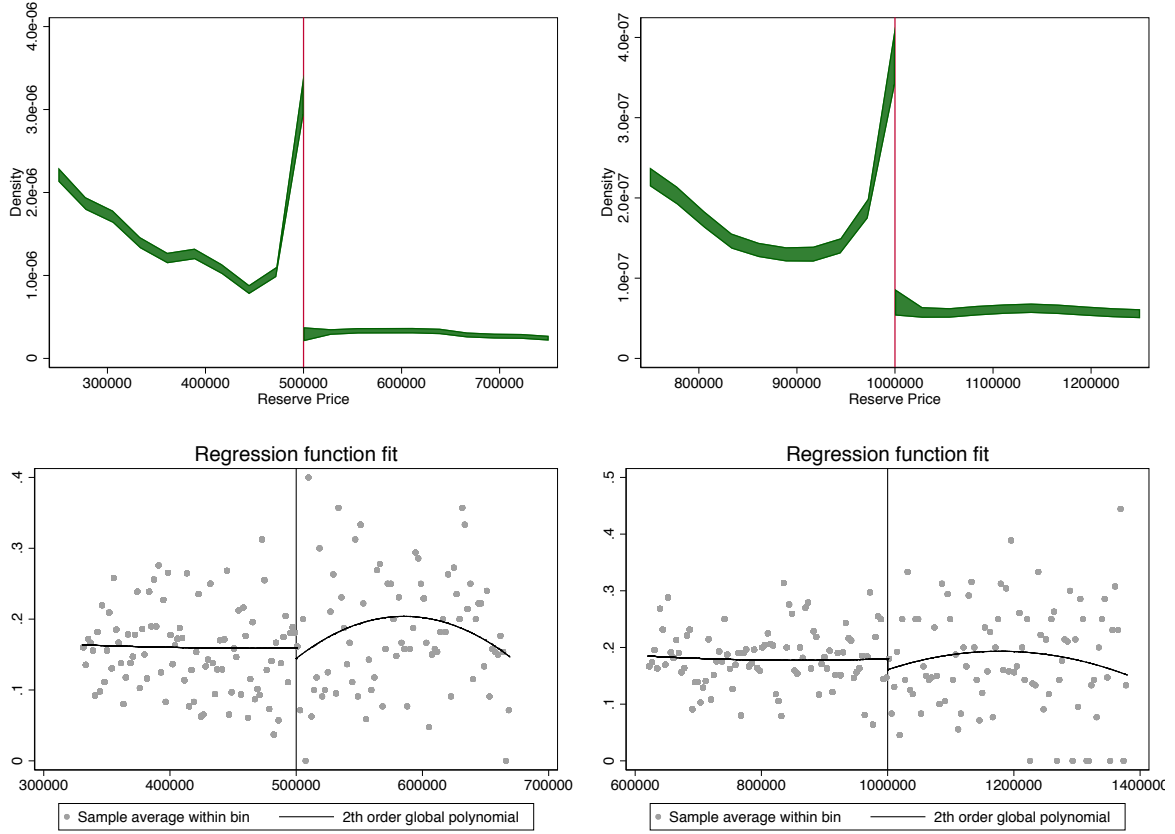 4.0e-06
3.0e-06
2.0e-06
1.0e-06
0
Density
300000 400000 500000 600000 700000
Reserve Price
4.0e-07
3.0e-07
2.0e-07
1.0e-07
0
Density
800000 900000 1000000 1100000 1200000
Reserve Price
Regression function fit
.4
.3
.2
.1
0
300000 400000 500000 600000 700000
Sample average within bin 2th order global polynomial
Regression function fit
.5
.4
.3
.2
.1
0
600000 800000 1000000 1200000 1400000
Sample average within bin 2th order global polynomial